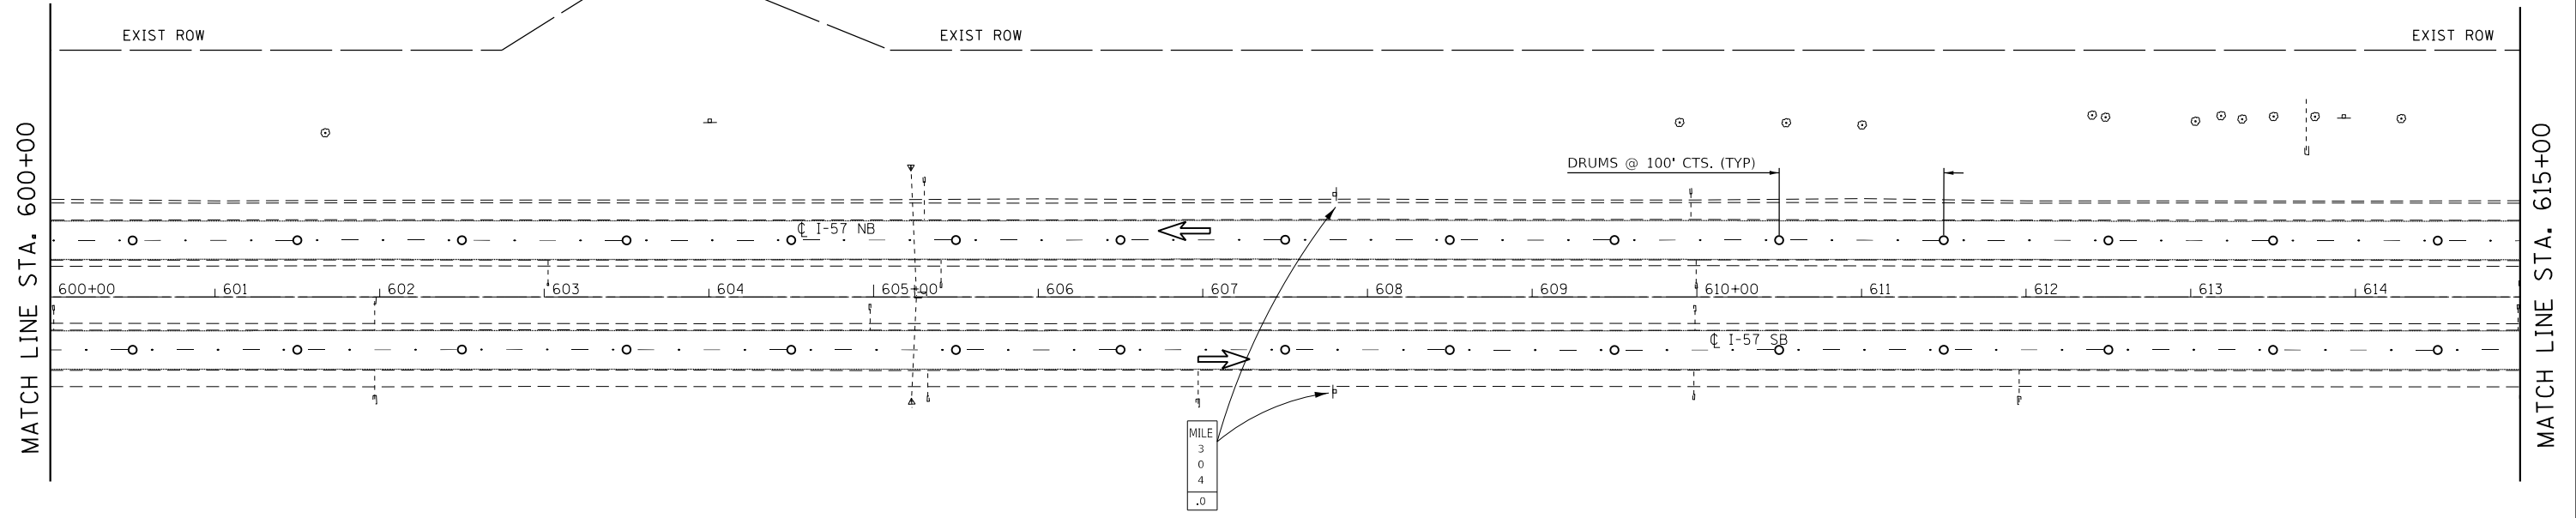 EXIST ROW
EXIST ROW
EXIST ROW
MATCH LINE STA. 600+00
MATCH LINE STA. 615+00
DRUMS @ 100' CTS. (TYP)
℄ I-57 NB
600+00 601 602 603 604 605+00 606 607 608 609 610+00 611 612 613 614
℄ I-57 SB
MILE
3
0
4
.0